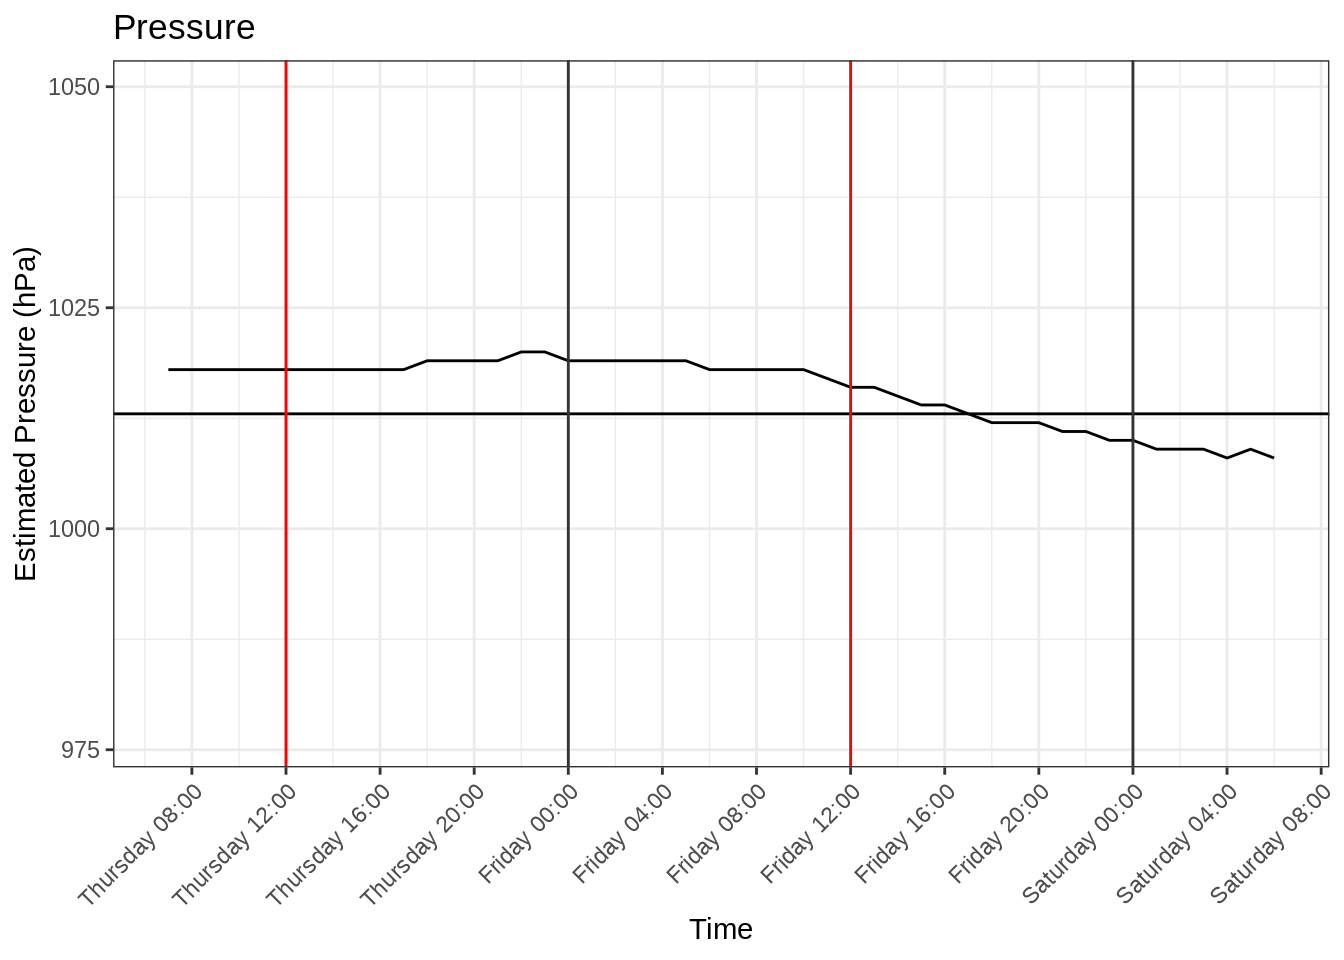 Pressure
Estimated Pressure (hPa)
1050
1025
1000
975
Thursday 08:00
Thursday 12:00
Thursday 16:00
Thursday 20:00
Friday 00:00
Friday 04:00
Friday 08:00
Friday 12:00
Friday 16:00
Friday 20:00
Saturday 00:00
Saturday 04:00
Saturday 08:00
Time